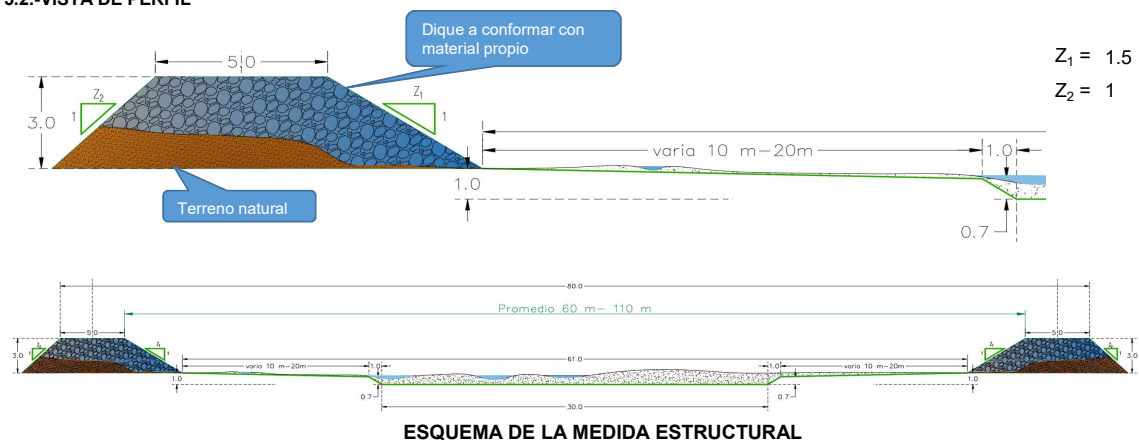 5.2.-VISTA DE PERFIL
Dique a conformar con
material propio
5.0
Z₁ = 1.5
Z₂ = 1
Z₂
1
Z₁
1
3.0
varia 10 m-20m
1.0
1.0
Terreno natural
0.7
80.0
Promedio 60 m- 110 m
5.0
5.0
3.0
1
1
3.0
varia 10 m-20m
1.0
61.0
1.0
varia 10 m-20m
1.0
1.0
0.7
0.7
30.0
ESQUEMA DE LA MEDIDA ESTRUCTURAL